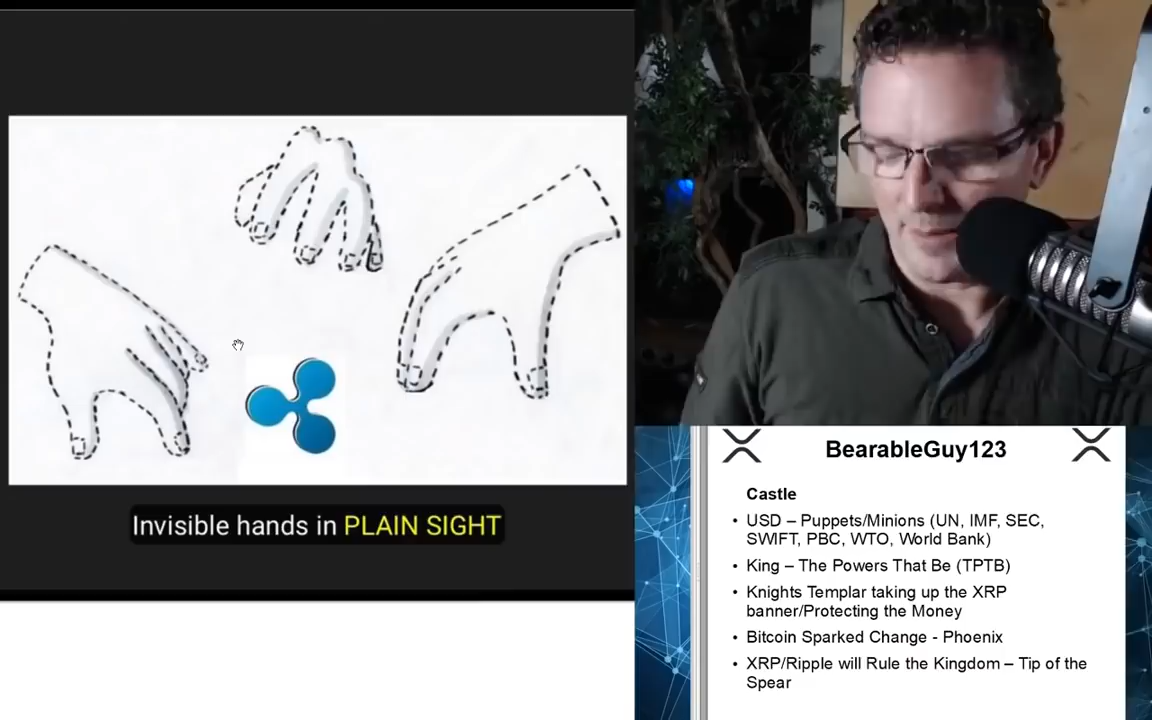 Invisible hands in PLAIN SIGHT
BearableGuy123
Castle
• USD – Puppets/Minions (UN, IMF, SEC,
SWIFT, PBC, WTO, World Bank)
• King – The Powers That Be (TPTB)
• Knights Templar taking up the XRP
banner/Protecting the Money
• Bitcoin Sparked Change - Phoenix
• XRP/Ripple will Rule the Kingdom – Tip of the
Spear